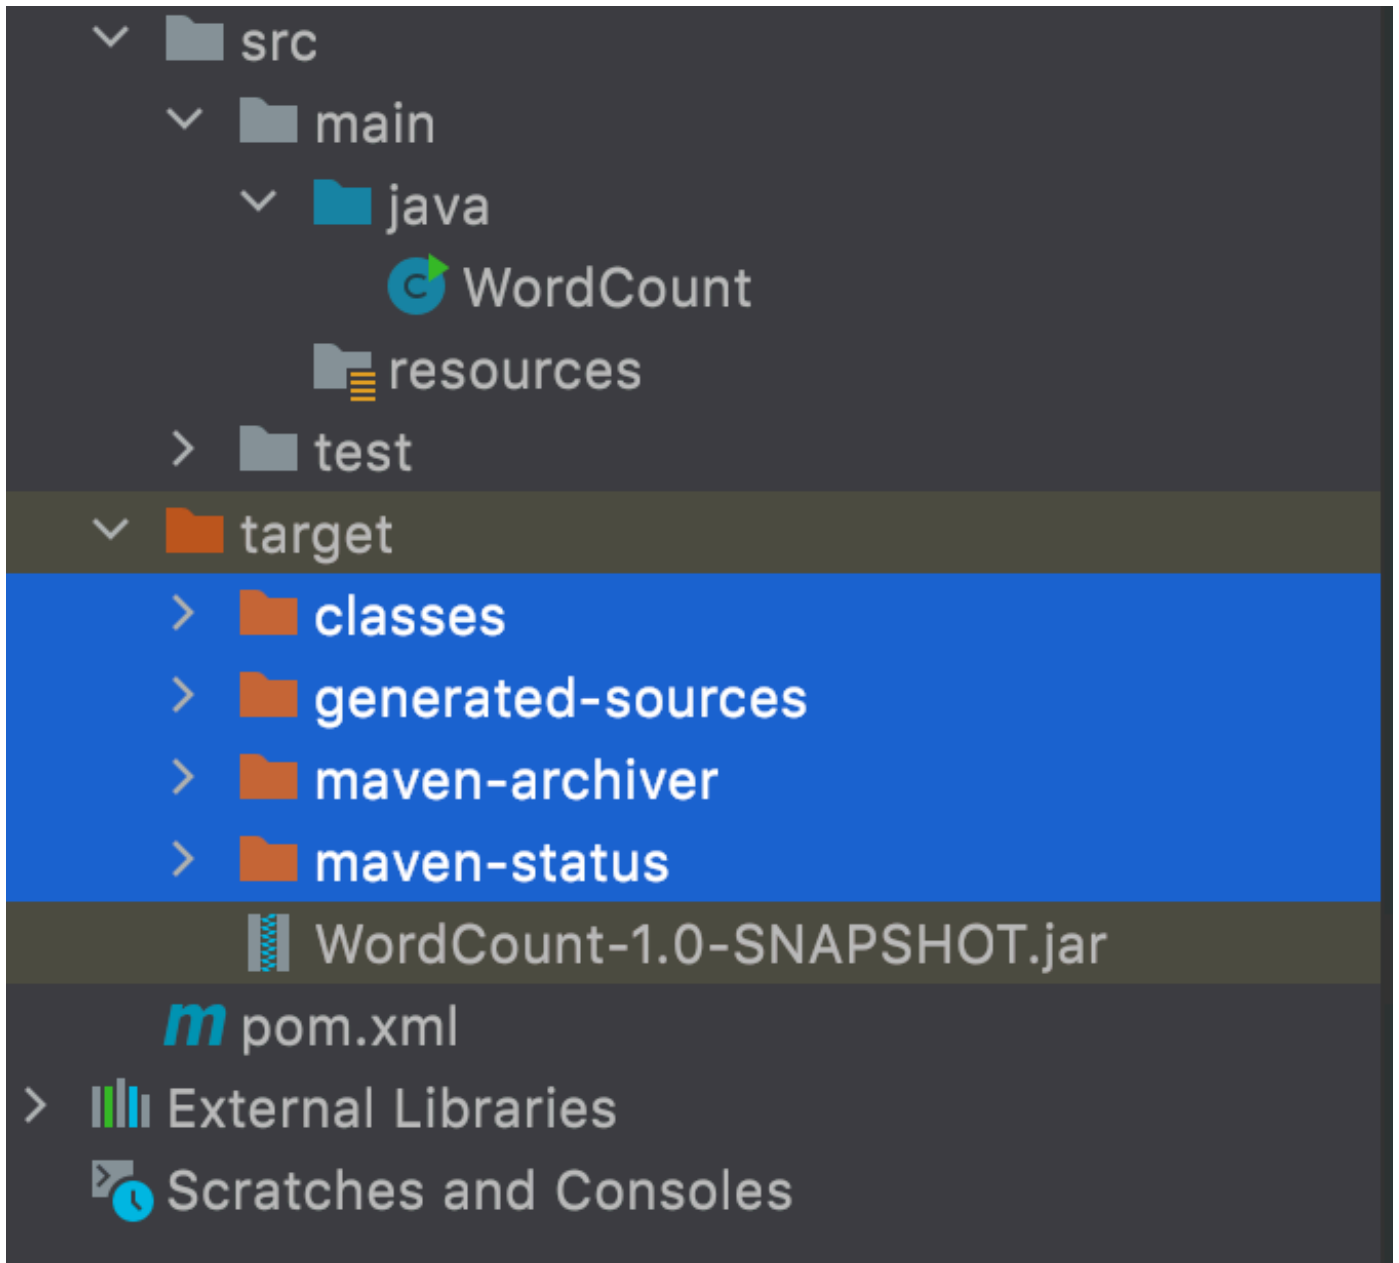 src
main
java
WordCount
resources
test
target
classes
generated-sources
maven-archiver
maven-status
WordCount-1.0-SNAPSHOT.jar
pom.xml
External Libraries
Scratches and Consoles